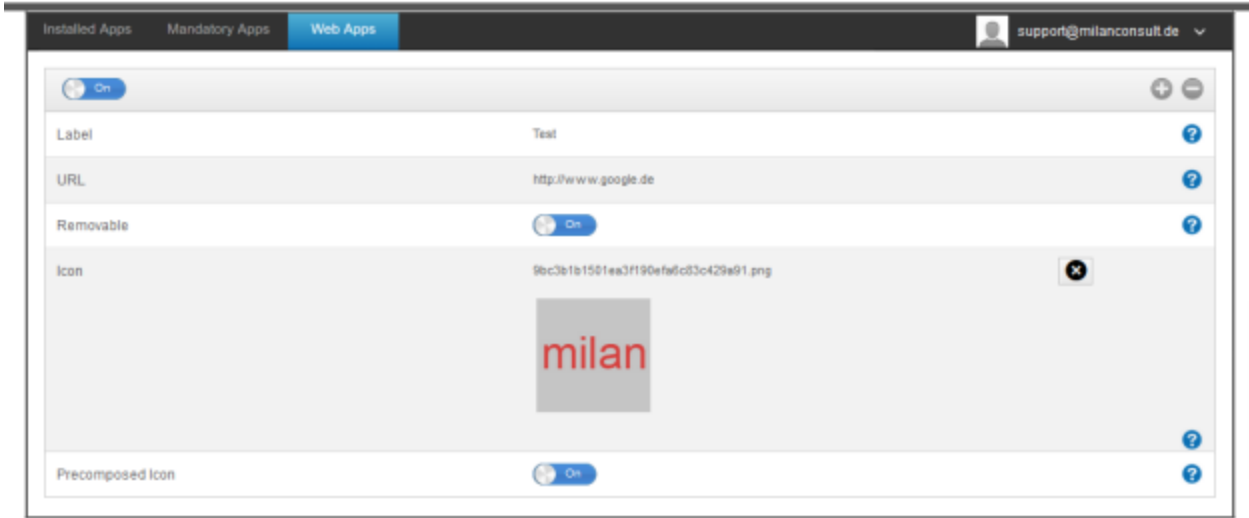 Installed Apps Mandatory Apps Web Apps support@milanconsult.de
On
Label Test
URL http://www.google.de
Removable On
Icon 9bc3b1b1501ea3f190efa6c83c429a91.png
milan
Precomposed Icon On